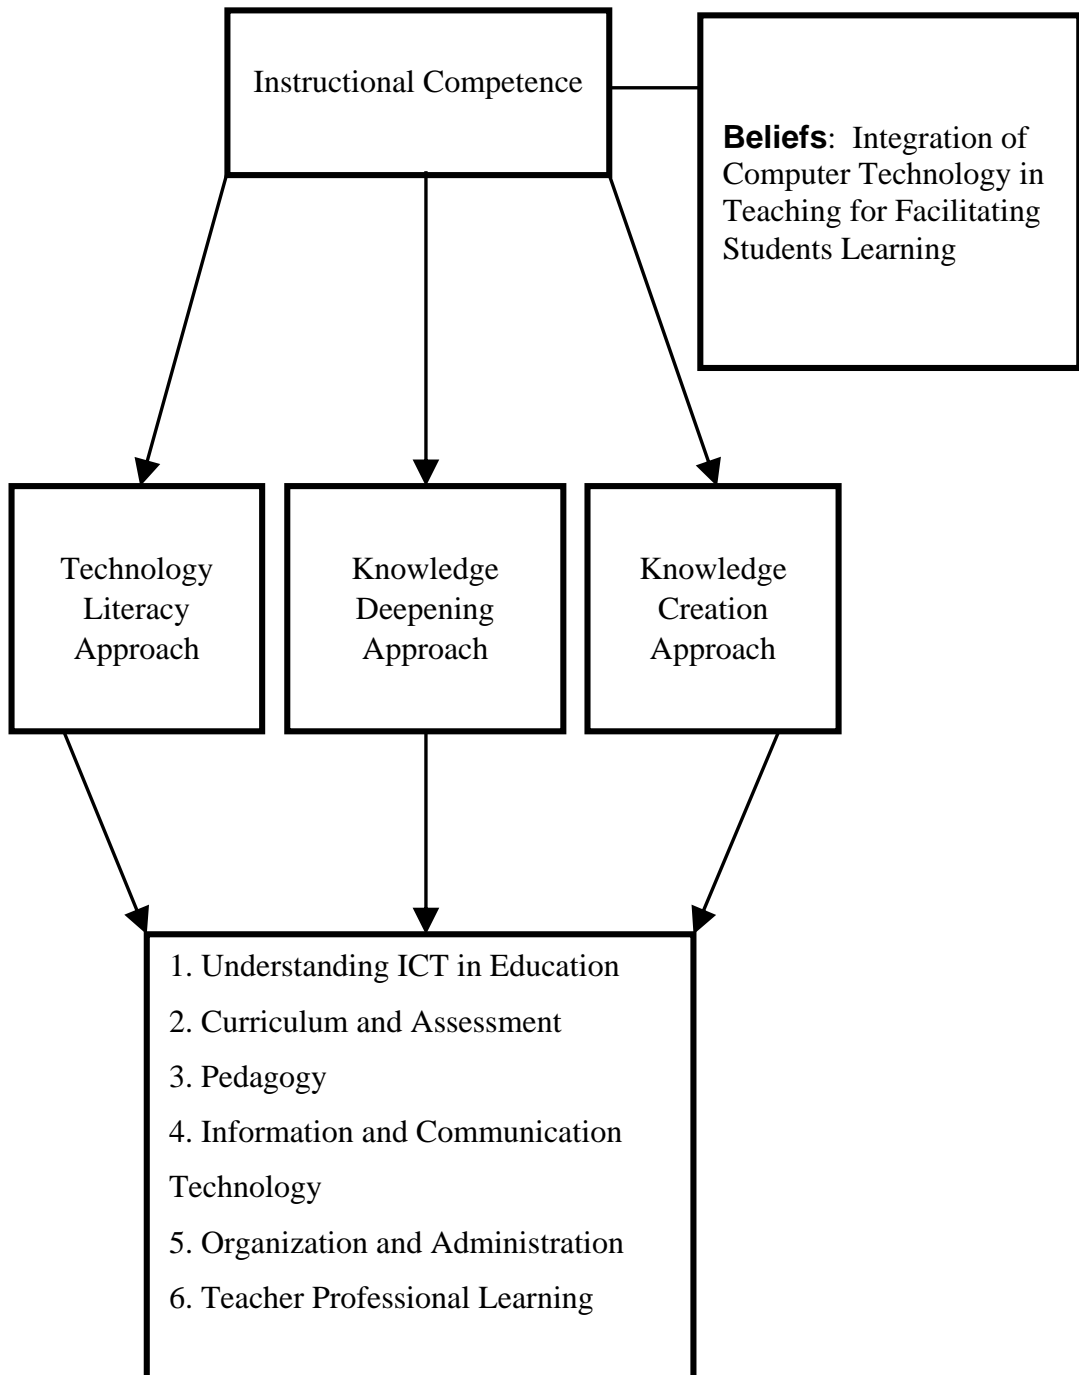 Instructional Competence
Beliefs: Integration of
Computer Technology in
Teaching for Facilitating
Students Learning
Technology
Literacy
Approach
Knowledge
Deepening
Approach
Knowledge
Creation
Approach
1. Understanding ICT in Education
2. Curriculum and Assessment
3. Pedagogy
4. Information and Communication
Technology
5. Organization and Administration
6. Teacher Professional Learning